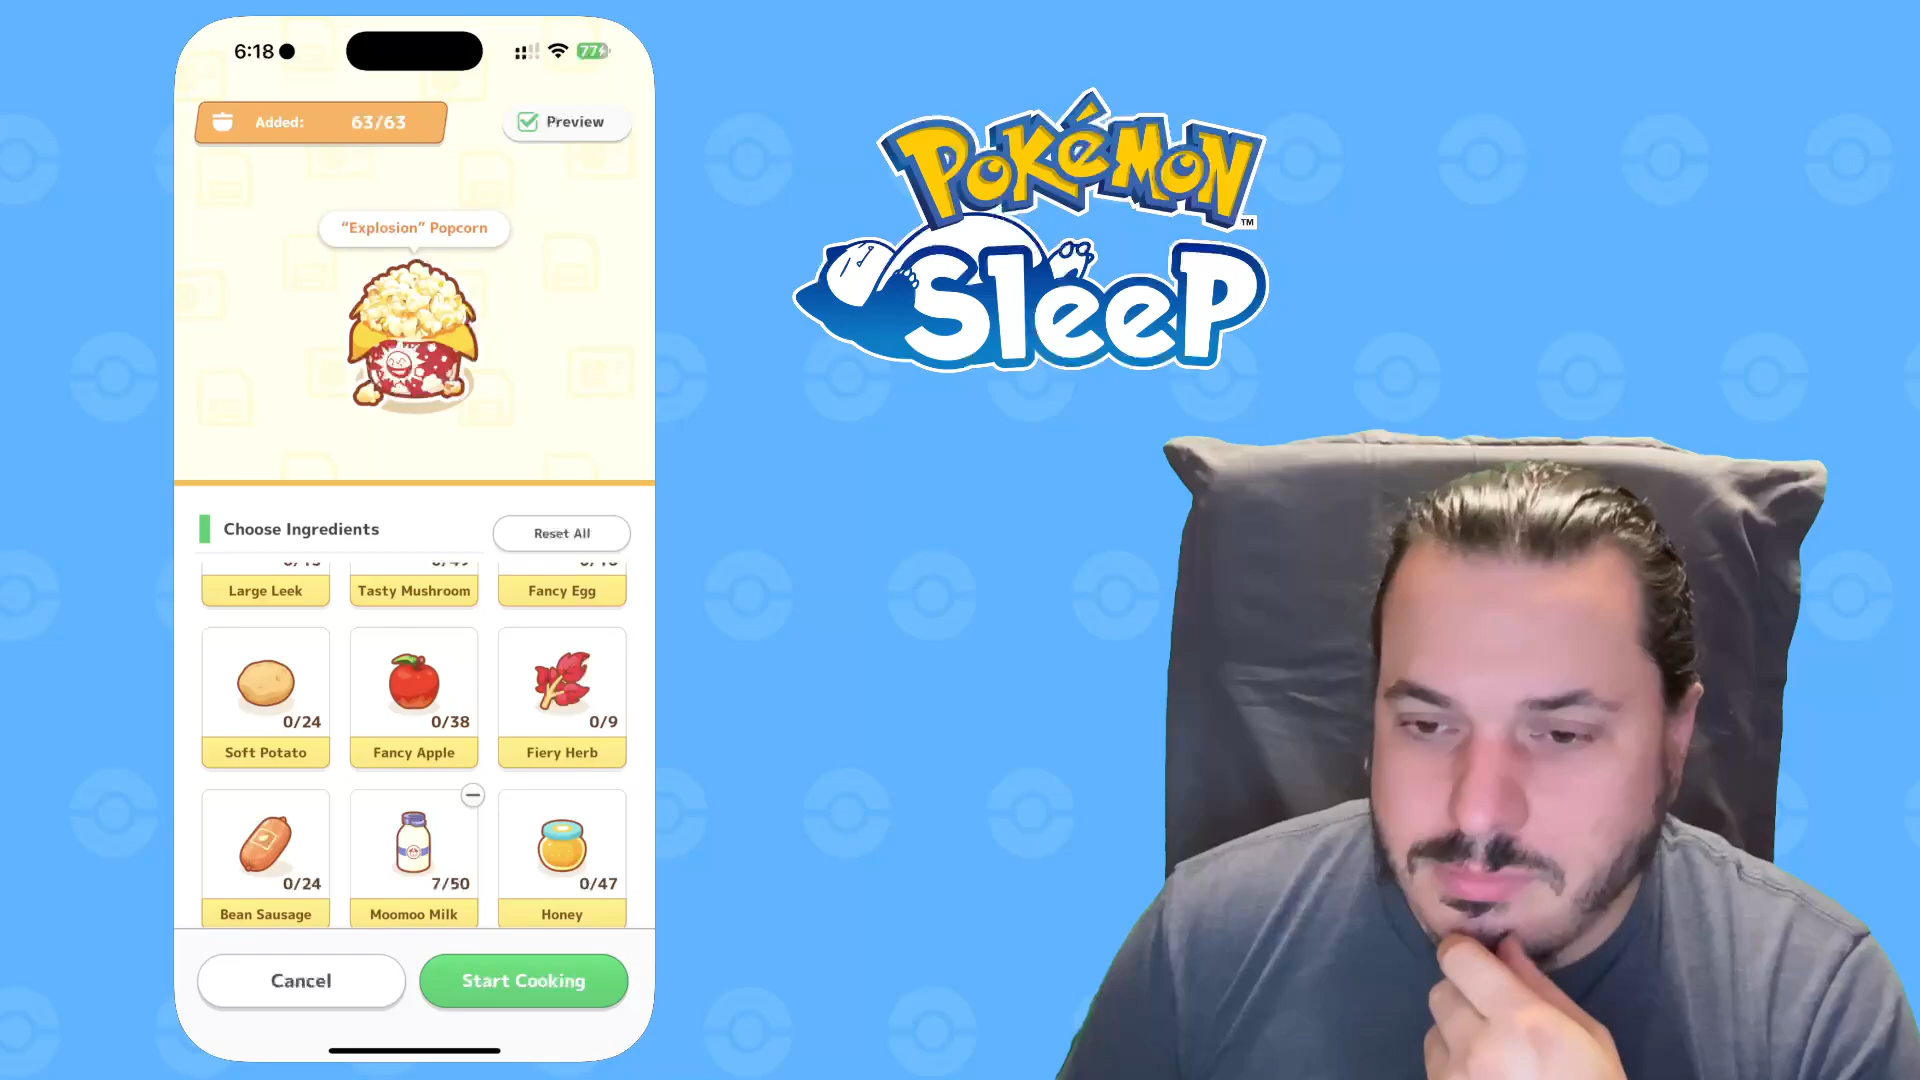 6:18
77
Added: 63/63
Preview
"Explosion" Popcorn
Choose Ingredients
Reset All
Large Leek
Tasty Mushroom
Fancy Egg
0/24
0/38
0/9
Soft Potato
Fancy Apple
Fiery Herb
0/24
7/50
0/47
Bean Sausage
Moomoo Milk
Honey
Cancel
Start Cooking
POKéMON
TM
Sleep